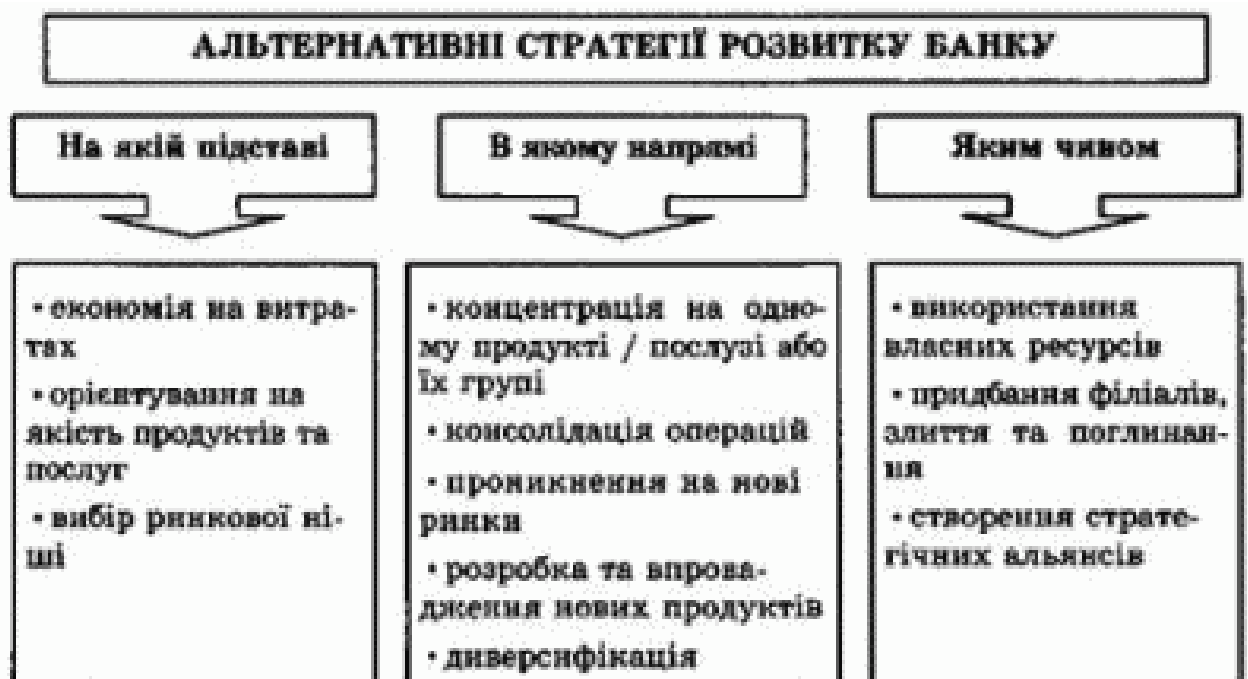 АЛЬТЕРНАТИВНІ СТРАТЕГІЇ РОЗВИТКУ БАНКУ
На якій підставі
В якому напрямі
Яким чином
• економія на витра-
тах
• орієнтування на
якість продуктів та
послуг
• вибір ринкової ні-
ші
• концентрація на одно-
му продукті / послузі або
їх групі
• консолідація операцій
• проникнення на нові
ринки
• розробка та впрова-
дження нових продуктів
• диверсифікація
• використання
власних ресурсів
• придбання філіалів,
злиття та поглинан-
ня
• створення страте-
гічних альянсів